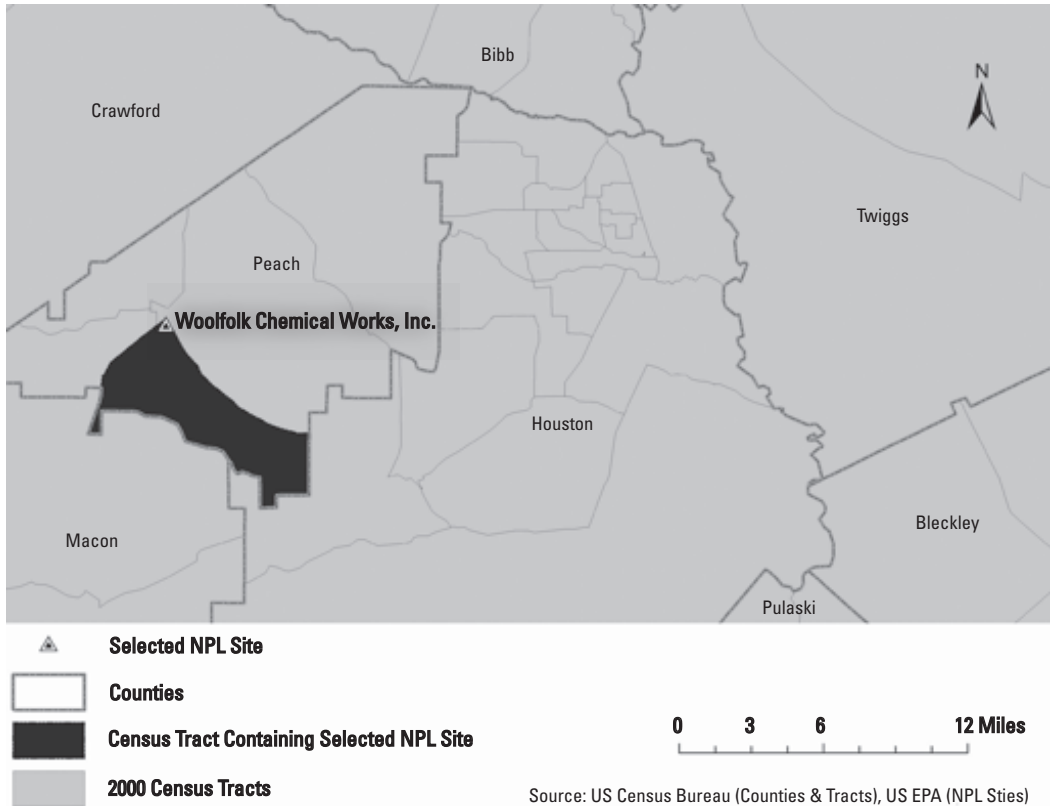 Bibb
Crawford
N
Twiggs
Peach
Woolfolk Chemical Works, Inc.
Houston
Macon
Bleckley
Pulaski
Selected NPL Site
Counties
Census Tract Containing Selected NPL Site
2000 Census Tracts
0 3 6 12 Miles
Source: US Census Bureau (Counties & Tracts), US EPA (NPL Sties)